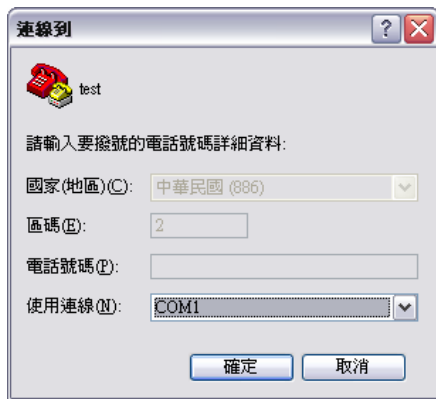 連線到
test
請輸入要撥號的電話號碼詳細資料:
國家(地區)(C): 中華民國 (886)
區碼(E): 2
電話號碼(P):
使用連線(N): COM1
確定 取消